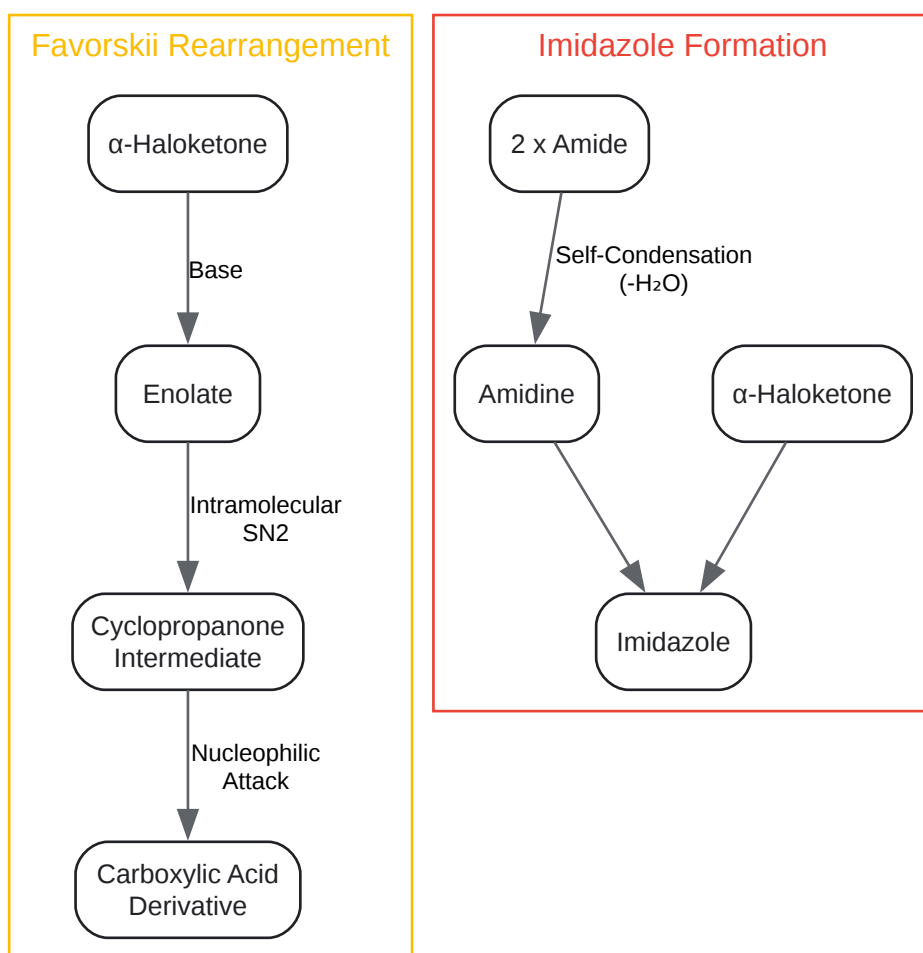 Favorskii Rearrangement
α-Haloketone
Base
Enolate
Intramolecular
SN2
Cyclopropanone
Intermediate
Nucleophilic
Attack
Carboxylic Acid
Derivative
Imidazole Formation
2 x Amide
Self-Condensation
(-H₂O)
Amidine
α-Haloketone
Imidazole